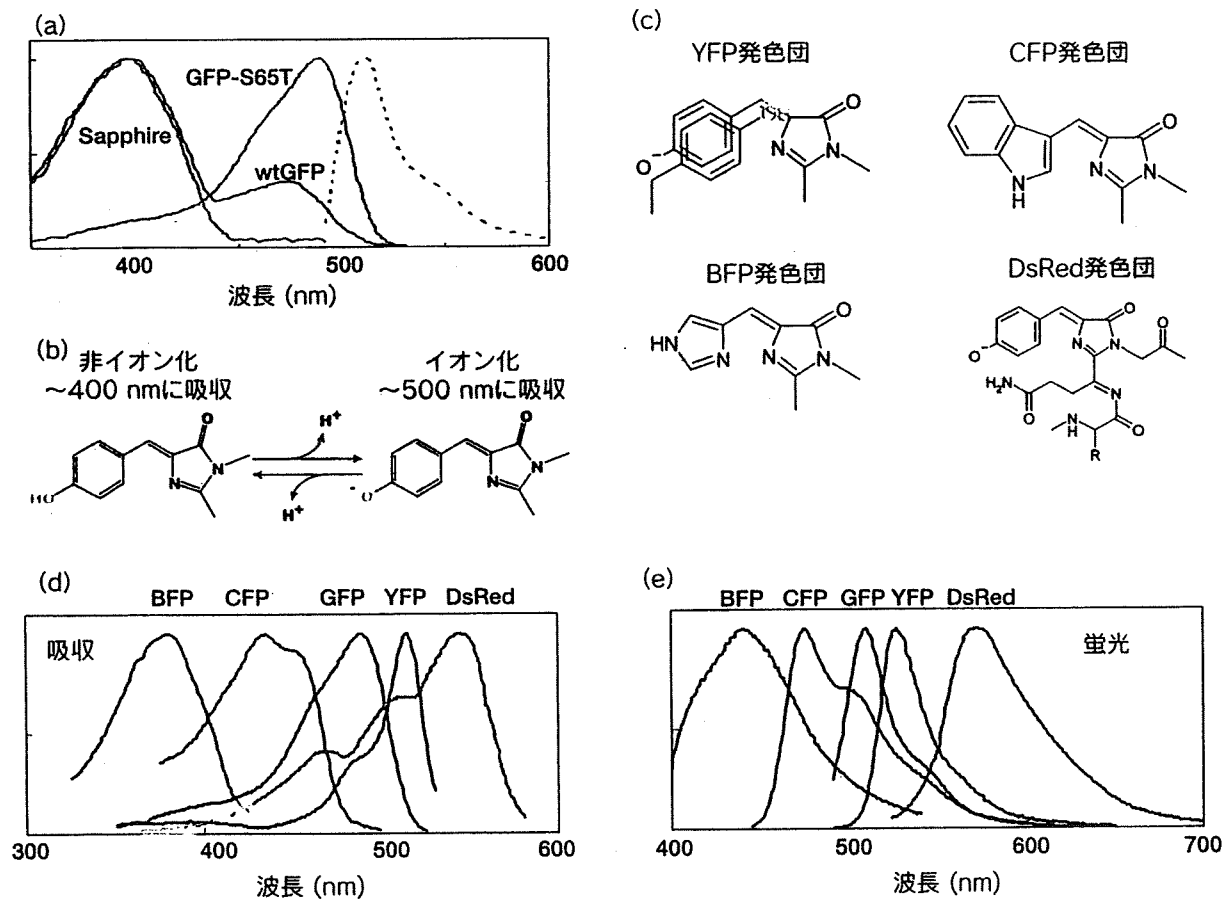 (a)
GFP-S65T
Sapphire
wtGFP
400
500
600
波長 (nm)
(b)
非イオン化
〜400 nmに吸収
イオン化
〜500 nmに吸収
H⁺
H⁺
O
N
N
HO
O
N
N
⁻O
(c)
YFP発色団
O
N
N
O⁻
CFP発色団
O
N
N
N
H
BFP発色団
O
HN
N
N
N
DsRed発色団
O
O
N
N
O⁻
H₂N
O
N
N
H
O
R
(d)
BFP CFP GFP YFP DsRed
吸収
300
400
500
600
波長 (nm)
(e)
BFP CFP GFP YFP DsRed
蛍光
400
500
600
700
波長 (nm)